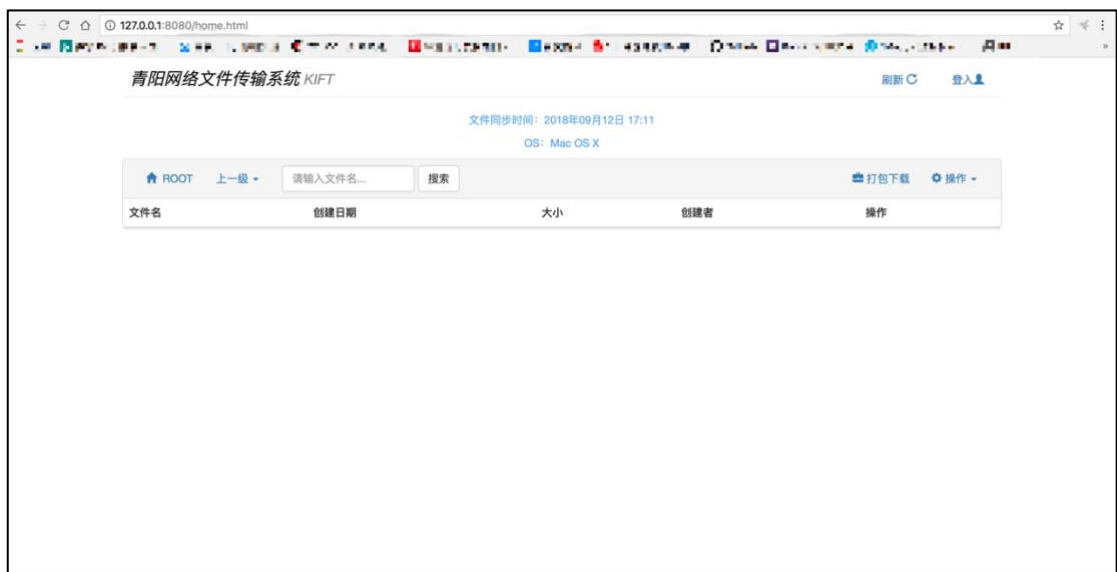 127.0.0.1:8080/home.html
青阳网络文件传输系统 KIFT 刷新 登入
文件同步时间：2018年09月12日 17:11
OS：Mac OS X
ROOT 上一级 请输入文件名... 搜索 打包下载 操作
文件名 创建日期 大小 创建者 操作